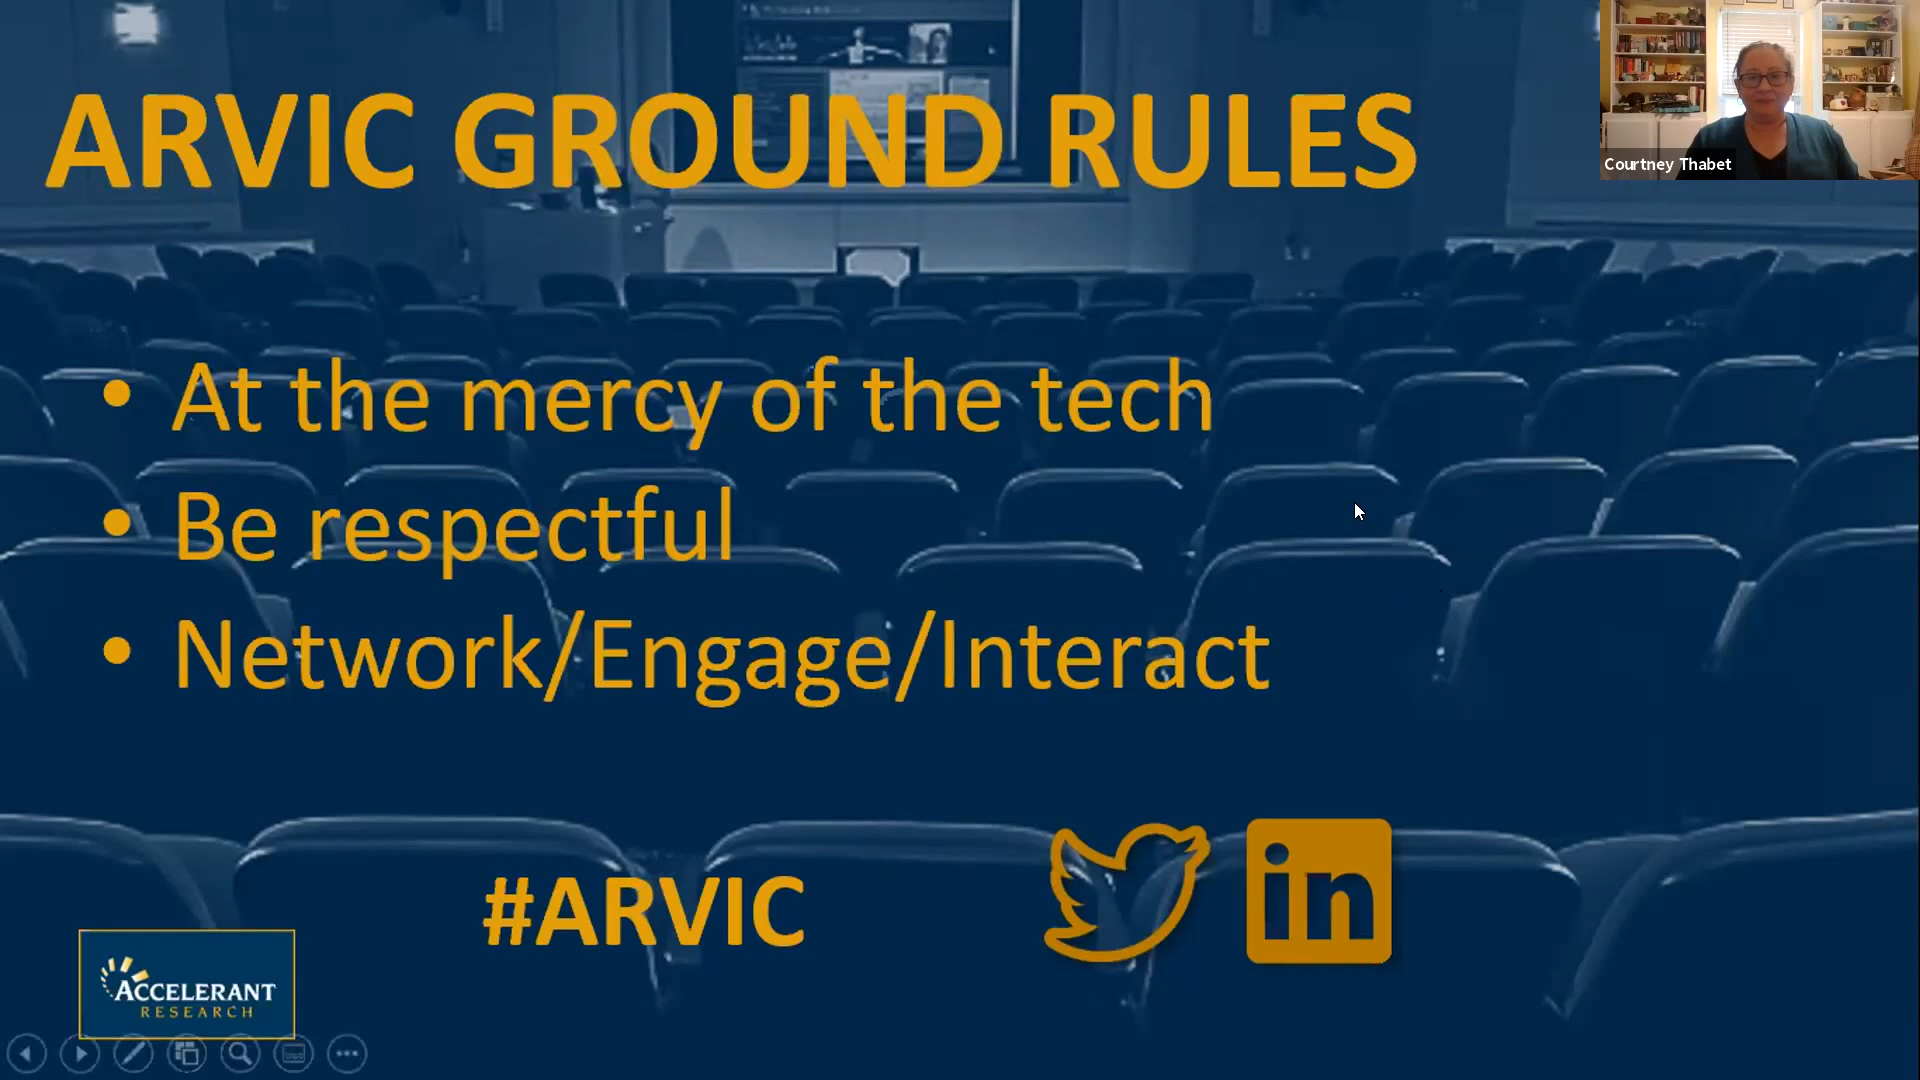 ARVIC GROUND RULES
Courtney Thabet
• At the mercy of the tech
• Be respectful
• Network/Engage/Interact
#ARVIC
in
ACCELERANT
RESEARCH